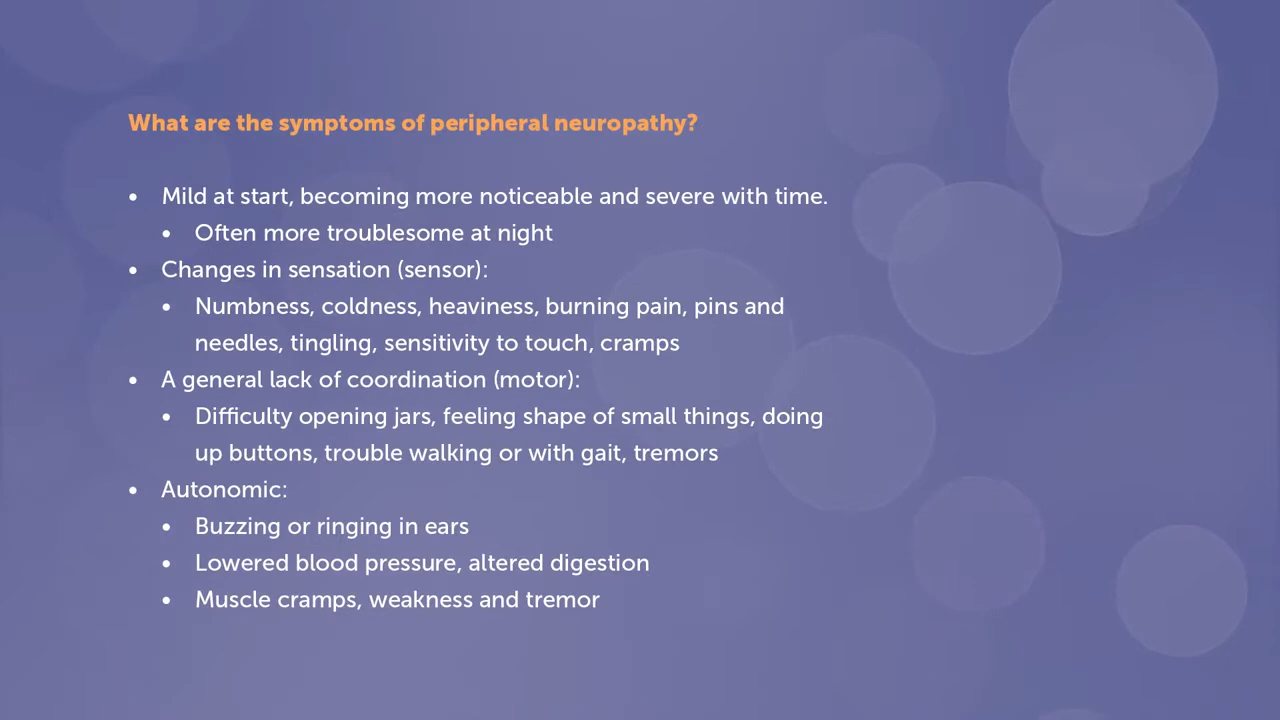 What are the symptoms of peripheral neuropathy?
• Mild at start, becoming more noticeable and severe with time.
• Often more troublesome at night
• Changes in sensation (sensor):
• Numbness, coldness, heaviness, burning pain, pins and
needles, tingling, sensitivity to touch, cramps
• A general lack of coordination (motor):
• Difficulty opening jars, feeling shape of small things, doing
up buttons, trouble walking or with gait, tremors
• Autonomic:
• Buzzing or ringing in ears
• Lowered blood pressure, altered digestion
• Muscle cramps, weakness and tremor